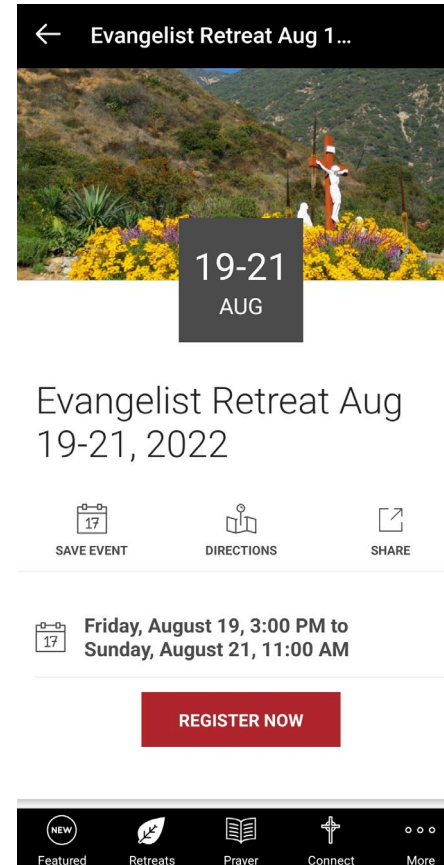 Evangelist Retreat Aug 1...
19-21
AUG
Evangelist Retreat Aug
19-21, 2022
17
SAVE EVENT
DIRECTIONS
SHARE
17
Friday, August 19, 3:00 PM to
Sunday, August 21, 11:00 AM
REGISTER NOW
NEW
Featured
Retreats
Prayer
Connect
More